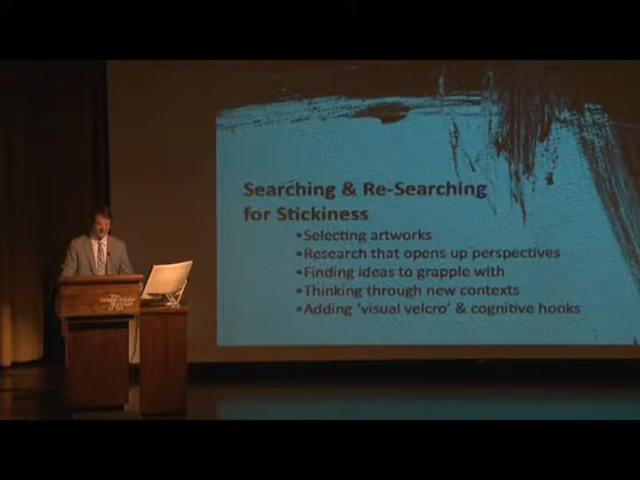 Searching & Re-Searching
for Stickiness
▪Selecting artworks
▪Research that opens up perspectives
▪Finding ideas to grapple with
▪Thinking through new contexts
▪Adding ‘visual velcro’ & cognitive hooks
The